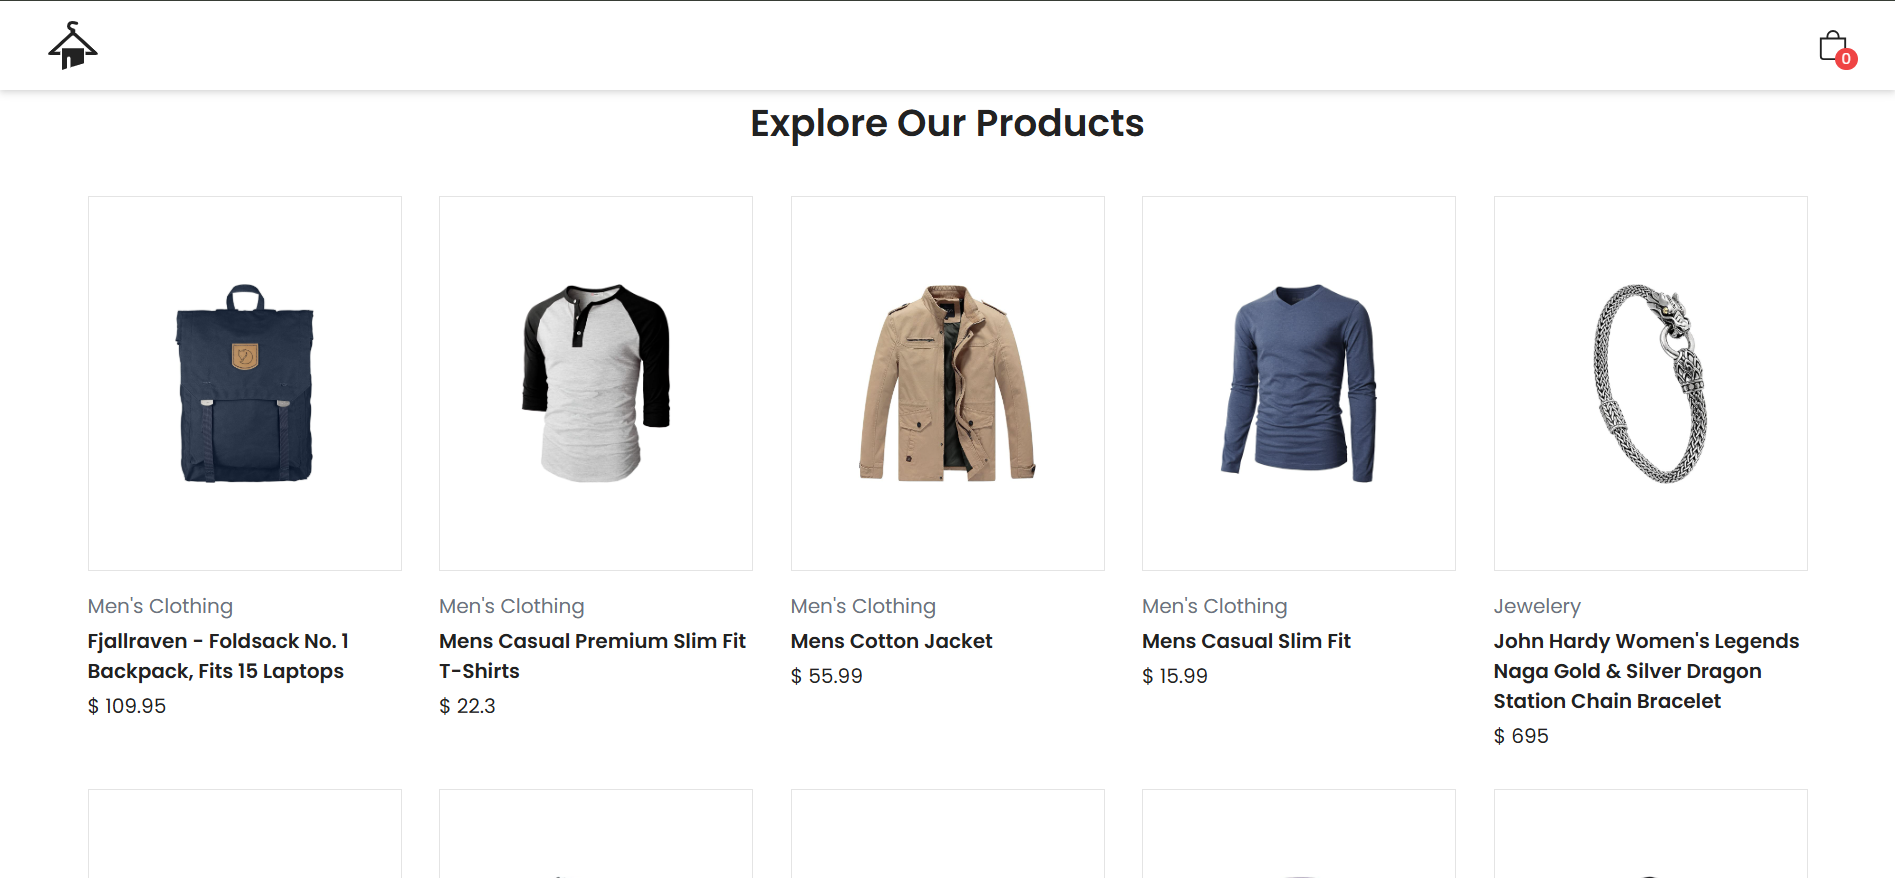 0
Explore Our Products
Men's Clothing
Fjallraven - Foldsack No. 1
Backpack, Fits 15 Laptops
$ 109.95
Men's Clothing
Mens Casual Premium Slim Fit
T-Shirts
$ 22.3
Men's Clothing
Mens Cotton Jacket
$ 55.99
Men's Clothing
Mens Casual Slim Fit
$ 15.99
Jewelery
John Hardy Women's Legends
Naga Gold & Silver Dragon
Station Chain Bracelet
$ 695